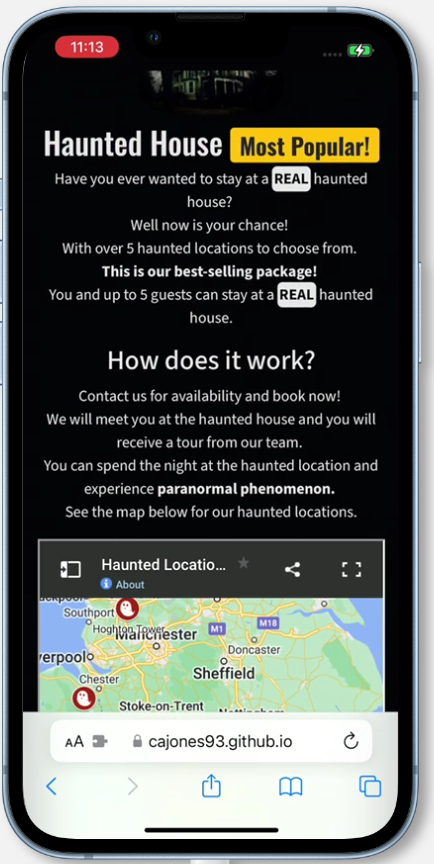 11:13
Haunted House Most Popular!
Have you ever wanted to stay at a REAL haunted
house?
Well now is your chance!
With over 5 haunted locations to choose from.
This is our best-selling package!
You and up to 5 guests can stay at a REAL haunted
house.
How does it work?
Contact us for availability and book now!
We will meet you at the haunted house and you will
receive a tour from our team.
You can spend the night at the haunted location and
experience paranormal phenomenon.
See the map below for our haunted locations.
Haunted Locatio...
About
Southport
Hoghton Tower
Manchester
M1
M18
Doncaster
erpool
Sheffield
Chester
Stoke-on-Trent
AA cajones93.github.io